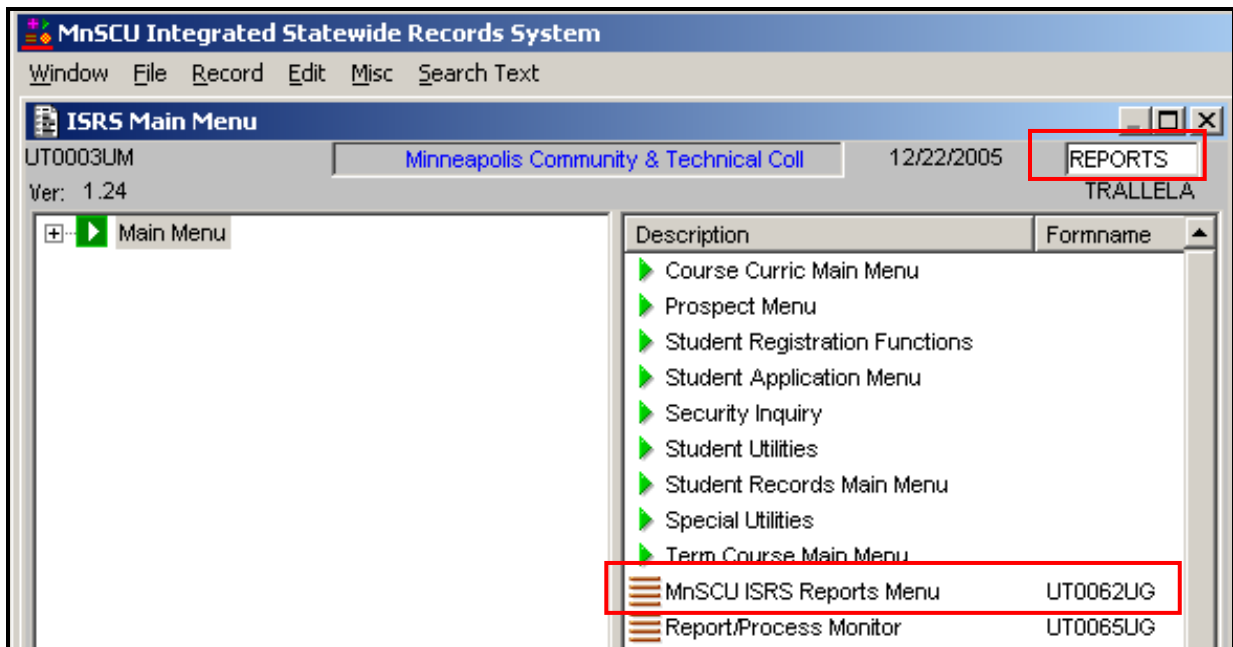 MnSCU Integrated Statewide Records System
Window File Record Edit Misc Search Text
ISRS Main Menu
UT0003UM Minneapolis Community & Technical Coll 12/22/2005 REPORTS
Ver: 1.24 TRALLELA
Main Menu
Description Formname
Course Curric Main Menu
Prospect Menu
Student Registration Functions
Student Application Menu
Security Inquiry
Student Utilities
Student Records Main Menu
Special Utilities
Term Course Main Menu
MnSCU ISRS Reports Menu UT0062UG
Report/Process Monitor UT0065UG